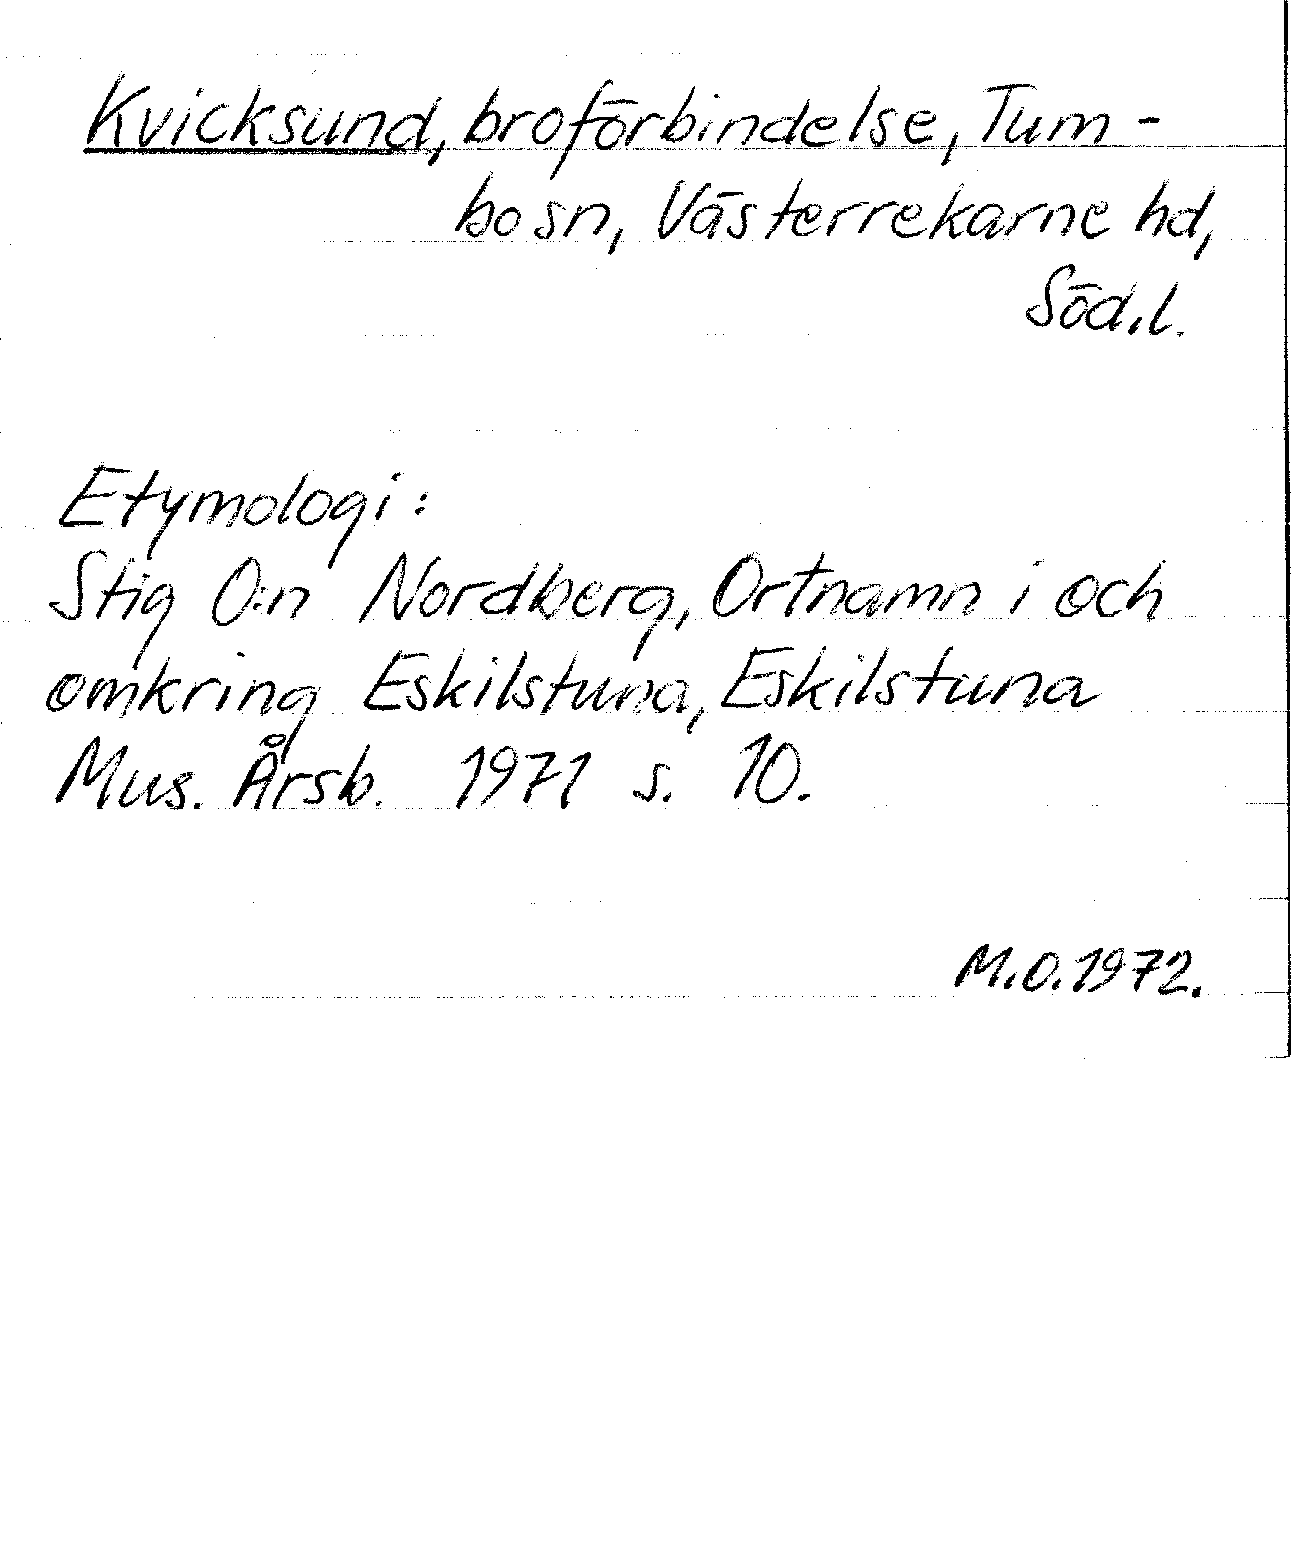 Kvicksund, broförbindelse, Tum-
bo sn, Västerrekarne hd,
Söd.l.
Etymologi:
Stig O:n Nordberg, Ortnamn i och
omkring Eskilstuna, Eskilstuna
Mus. Årsb. 1971 s. 10.
M.O.1972.